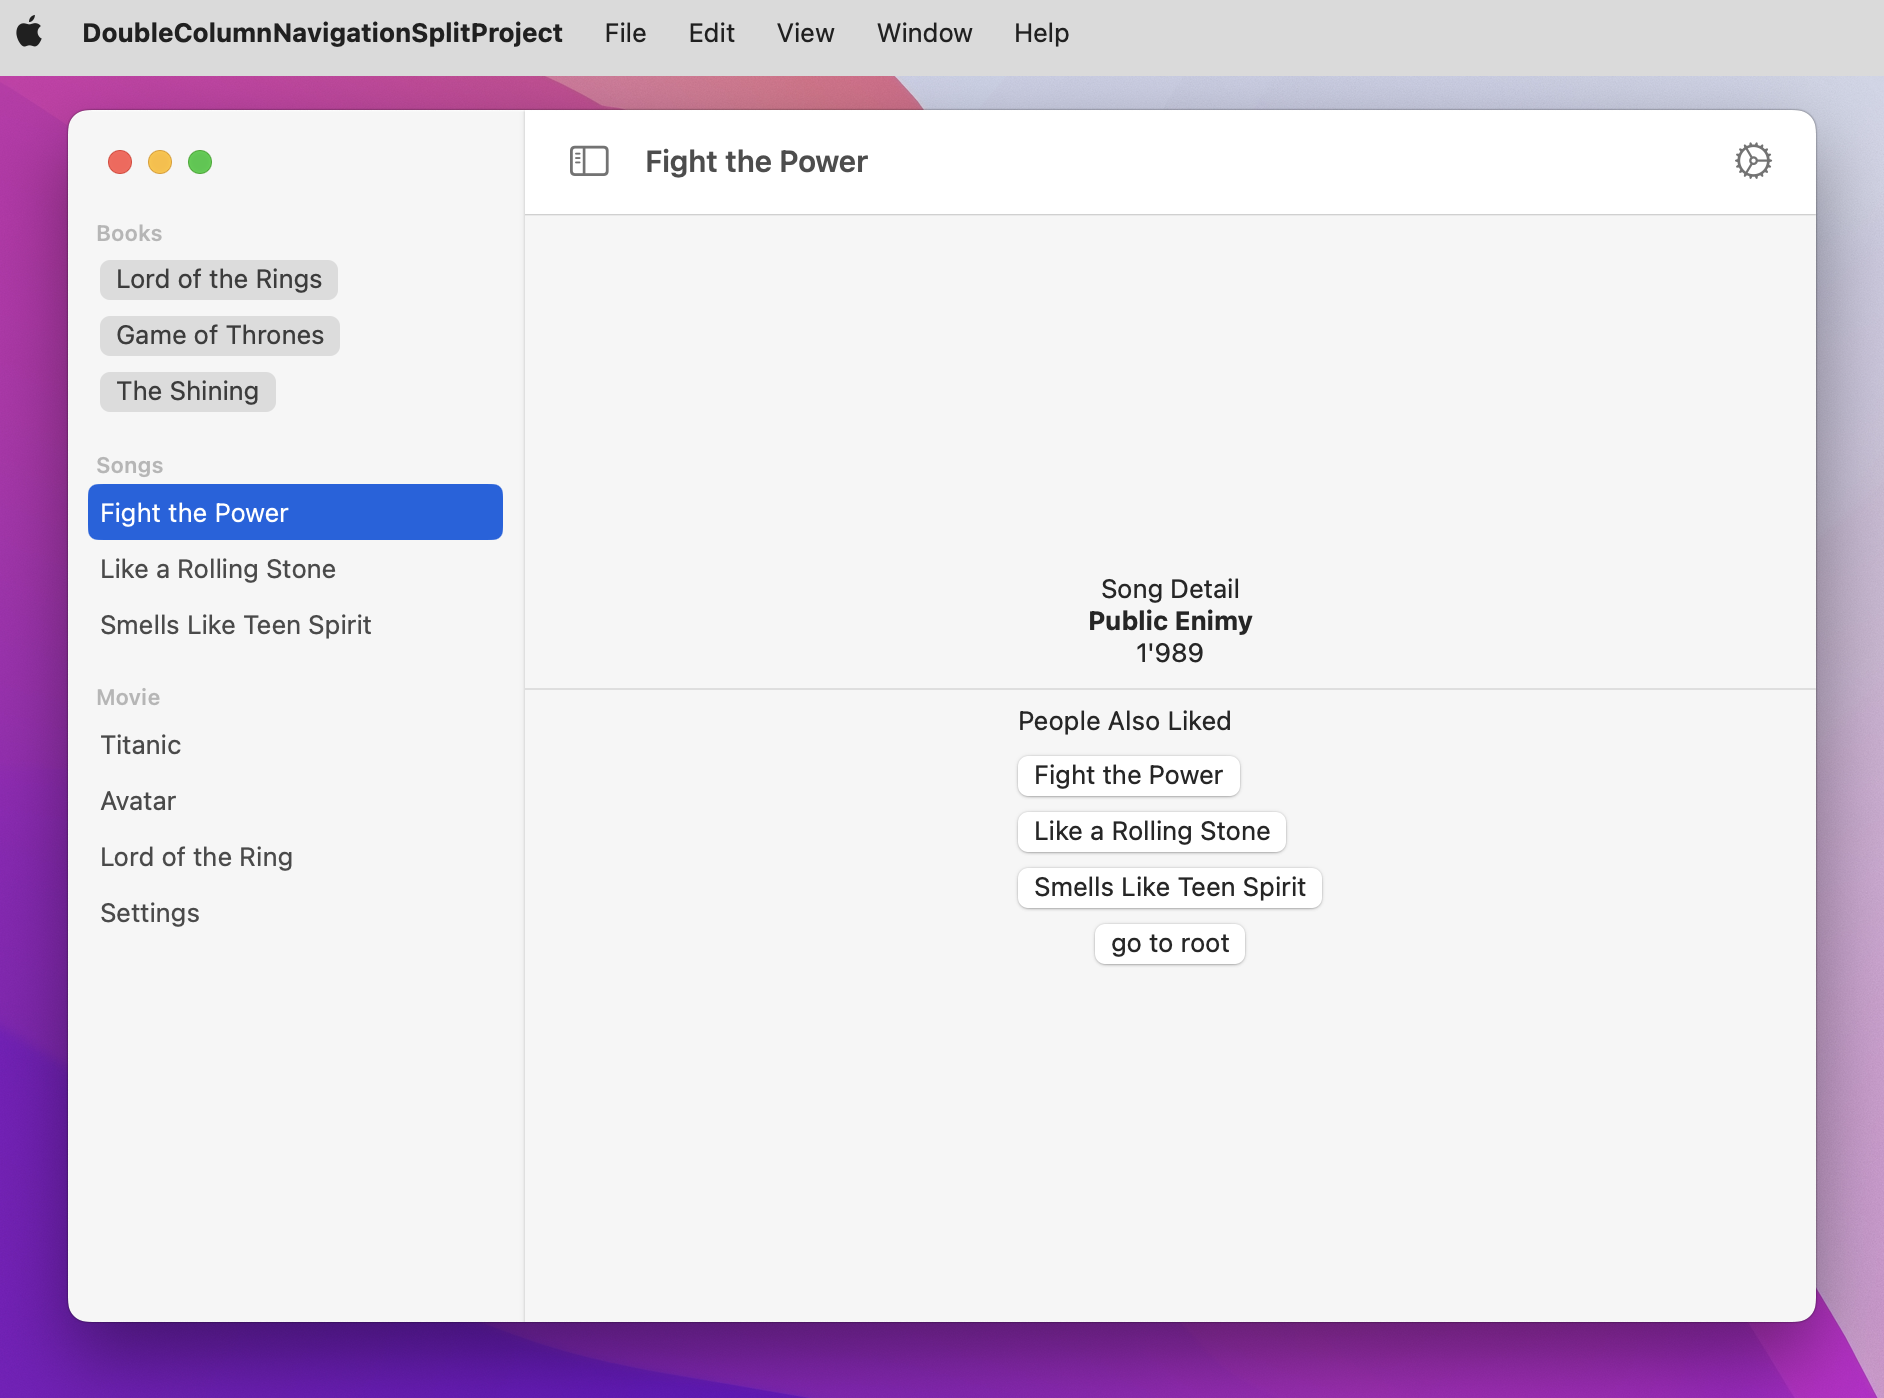 DoubleColumnNavigationSplitProject File Edit View Window Help
Fight the Power
Books
Lord of the Rings
Game of Thrones
The Shining
Songs
Fight the Power
Like a Rolling Stone
Smells Like Teen Spirit
Movie
Titanic
Avatar
Lord of the Ring
Settings
Song Detail
Public Enimy
1'989
People Also Liked
Fight the Power
Like a Rolling Stone
Smells Like Teen Spirit
go to root